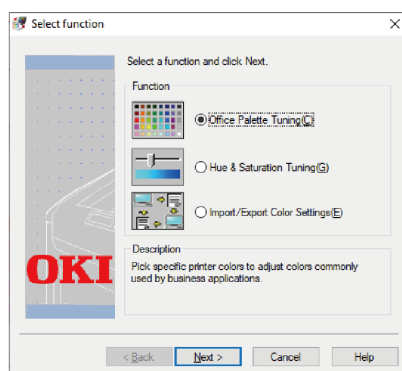 Select function
Select a function and click Next.
Function
Office Palette Tuning(C)
Hue & Saturation Tuning(G)
Import/Export Color Settings(E)
Description
Pick specific printer colors to adjust colors commonly
used by business applications.
OKI
< Back Next > Cancel Help